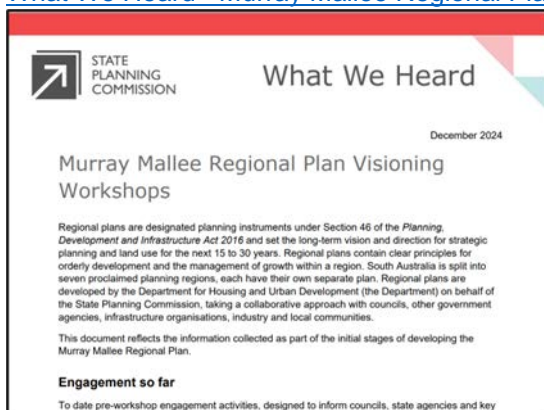 What We Heard - Murray Mallee Regional Pla
STATE
PLANNING
COMMISSION
What We Heard
December 2024
Murray Mallee Regional Plan Visioning
Workshops
Regional plans are designated planning instruments under Section 46 of the Planning,
Development and Infrastructure Act 2016 and set the long-term vision and direction for strategic
planning and land use for the next 15 to 30 years. Regional plans contain clear principles for
orderly development and the management of growth within a region. South Australia is split into
seven proclaimed planning regions, each have their own separate plan. Regional plans are
developed by the Department for Housing and Urban Development (the Department) on behalf of
the State Planning Commission, taking a collaborative approach with councils, other government
agencies, infrastructure organisations, industry and local communities.
This document reflects the information collected as part of the initial stages of developing the
Murray Mallee Regional Plan.
Engagement so far
To date pre-workshop engagement activities, designed to inform councils, state agencies and key